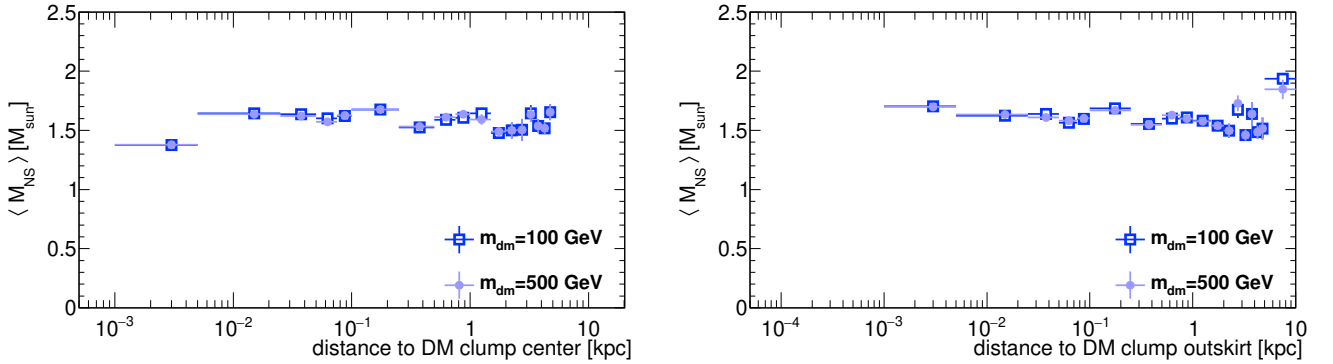 2.5
2
1.5
1
0.5
0
⟨ M_NS ⟩ [M_sun]
m_dm=100 GeV
m_dm=500 GeV
10^−3 10^−2 10^−1 1 10
distance to DM clump center [kpc]
2.5
2
1.5
1
0.5
0
⟨ M_NS ⟩ [M_sun]
m_dm=100 GeV
m_dm=500 GeV
10^−4 10^−3 10^−2 10^−1 1 10
distance to DM clump outskirt [kpc]